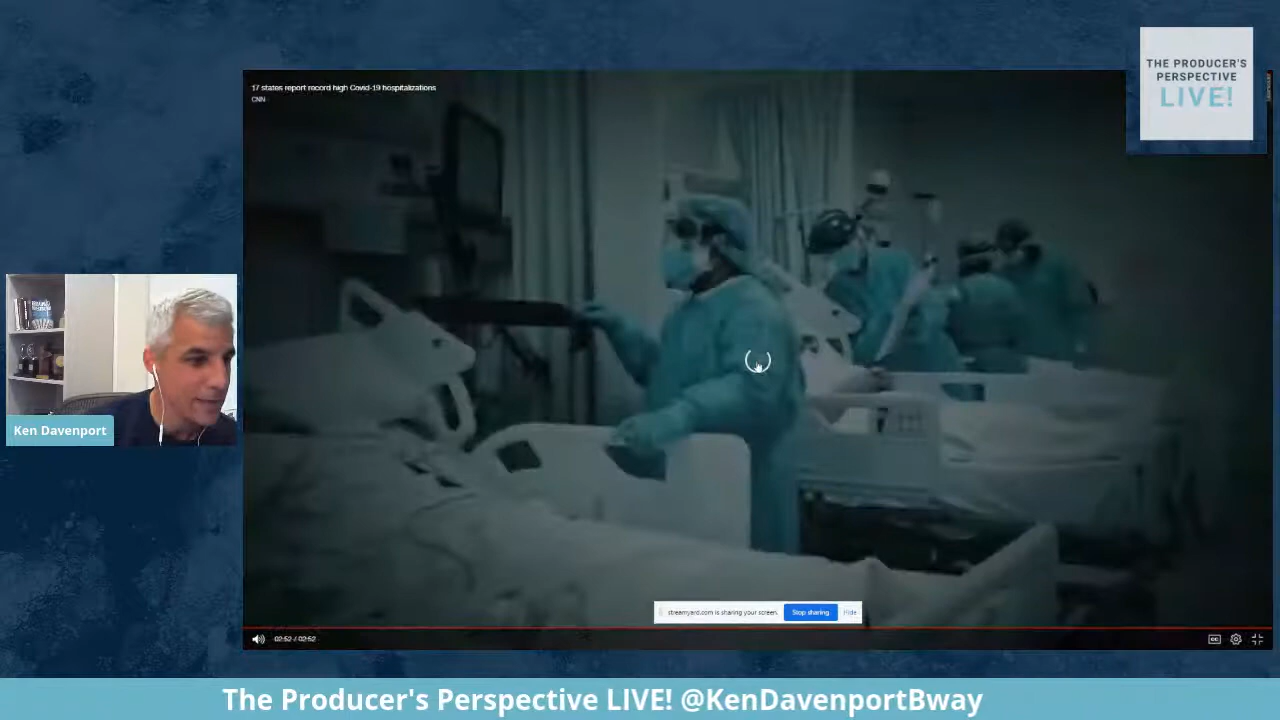 17 states report record high Covid-19 hospitalizations
CNN
THE PRODUCER'S
PERSPECTIVE
LIVE!
Ken Davenport
streamyard.com is sharing your screen.
Stop sharing
Hide
02:52 / 02:52
CC
The Producer's Perspective LIVE! @KenDavenportBway